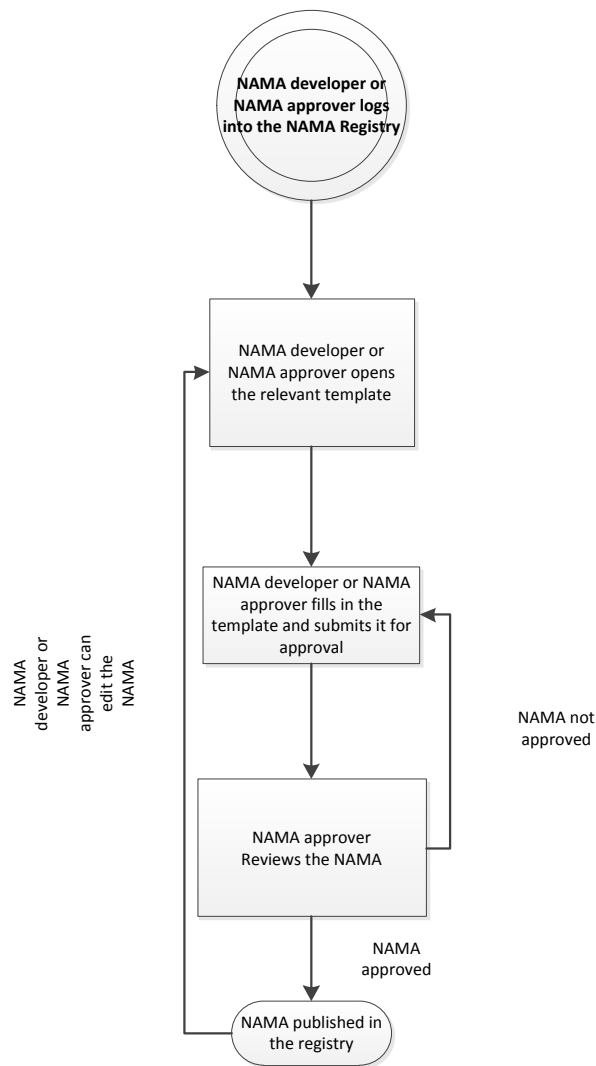 NAMA developer or
NAMA approver logs
into the NAMA Registry
NAMA developer or
NAMA approver opens
the relevant template
NAMA developer or NAMA
approver fills in the
template and submits it for
approval
NAMA
developer or
NAMA
approver can
edit the
NAMA
NAMA not
approved
NAMA approver
Reviews the NAMA
NAMA
approved
NAMA published in
the registry